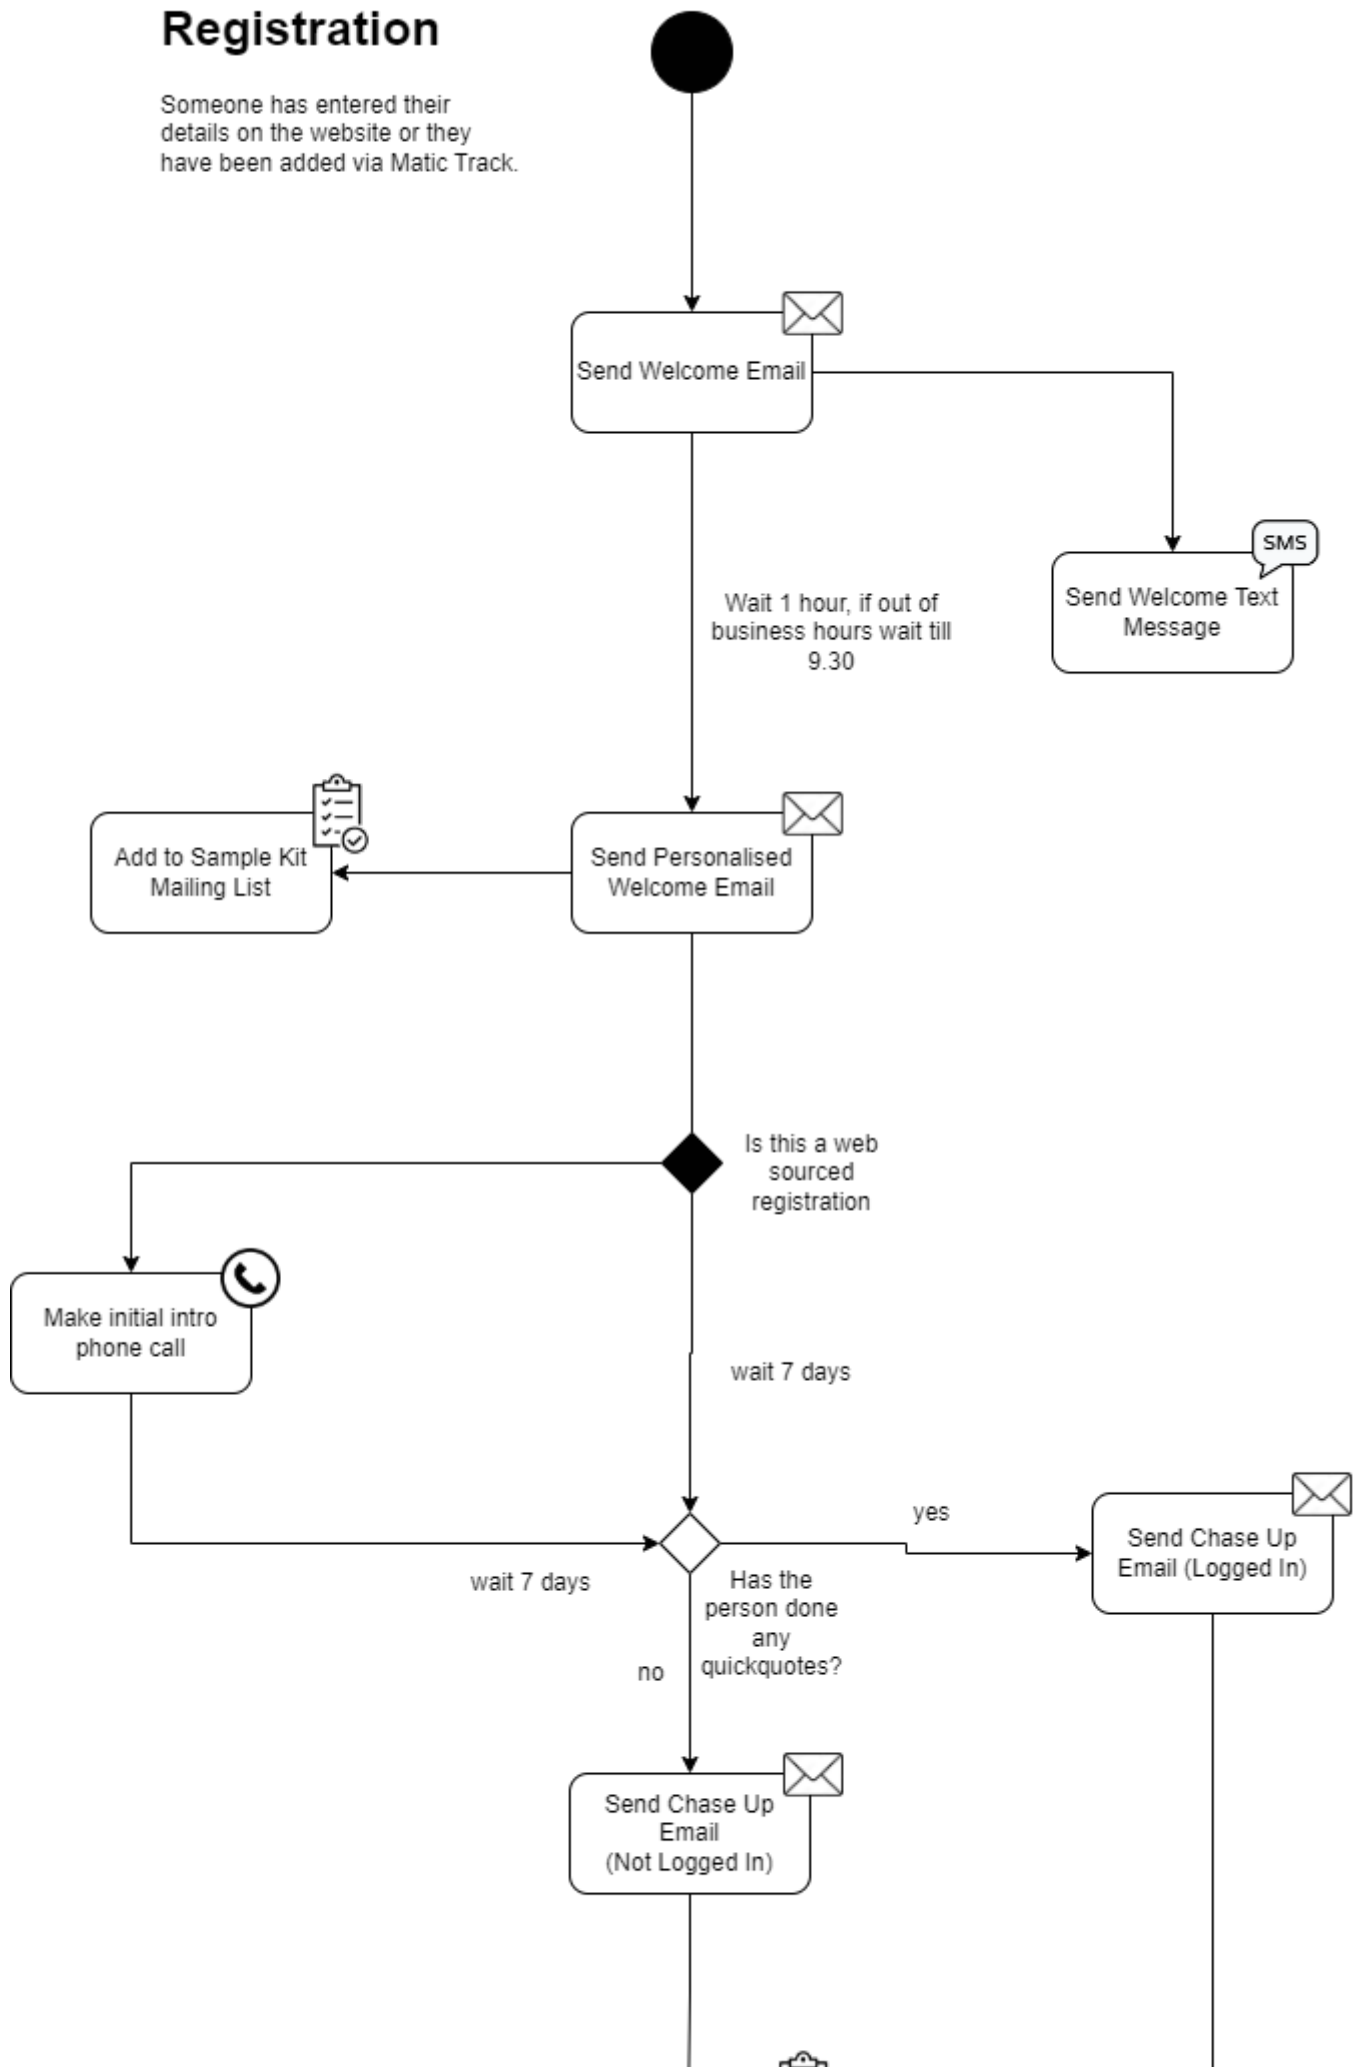 Registration
Someone has entered their
details on the website or they
have been added via Matic Track.
Send Welcome Email
SMS
Send Welcome Text
Message
Wait 1 hour, if out of
business hours wait till
9.30
Add to Sample Kit
Mailing List
Send Personalised
Welcome Email
Is this a web
sourced
registration
Make initial intro
phone call
wait 7 days
yes
Send Chase Up
Email (Logged In)
wait 7 days
Has the
person done
any
quickquotes?
no
Send Chase Up
Email
(Not Logged In)